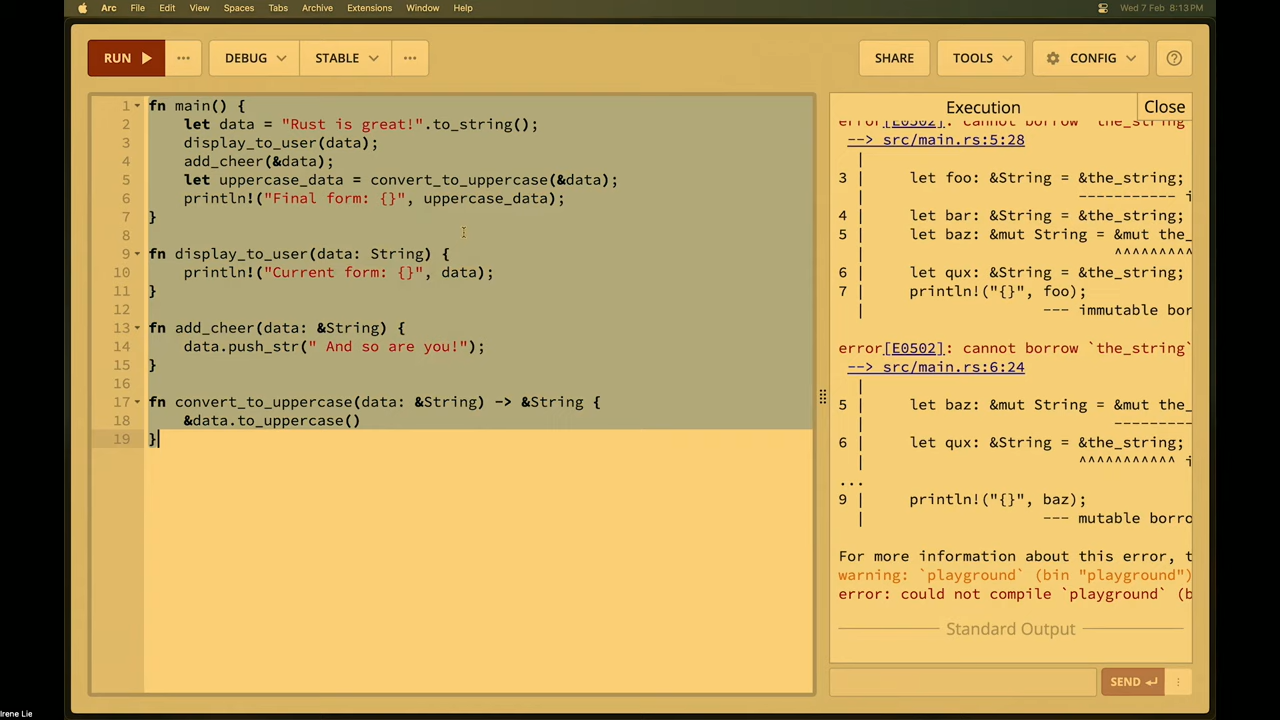 Arc File Edit View Spaces Tabs Archive Extensions Window Help Wed 7 Feb 8:13 PM
RUN ··· DEBUG STABLE ··· SHARE TOOLS CONFIG ?
1 fn main() {
2 let data = "Rust is great!".to_string();
3 display_to_user(data);
4 add_cheer(&data);
5 let uppercase_data = convert_to_uppercase(&data);
6 println!("Final form: {}", uppercase_data);
7 }
8
9 fn display_to_user(data: String) {
10 println!("Current form: {}", data);
11 }
12
13 fn add_cheer(data: &String) {
14 data.push_str(" And so are you!");
15 }
16
17 fn convert_to_uppercase(data: &String) -> &String {
18 &data.to_uppercase()
19 }
Execution Close
error[E0502]: cannot borrow `the_string`
--> src/main.rs:5:28
|
3 | let foo: &String = &the_string;
| ----------- i
4 | let bar: &String = &the_string;
5 | let baz: &mut String = &mut the_
| ^^^^^^^^^
6 | let qux: &String = &the_string;
7 | println!("{}", foo);
| --- immutable bor
error[E0502]: cannot borrow `the_string`
--> src/main.rs:6:24
|
5 | let baz: &mut String = &mut the_
| -------
6 | let qux: &String = &the_string;
| ^^^^^^^^^^^ i
...
9 | println!("{}", baz);
| --- mutable borro
For more information about this error, t
warning: `playground` (bin "playground")
error: could not compile `playground` (b
Standard Output
SEND
Irene Lie